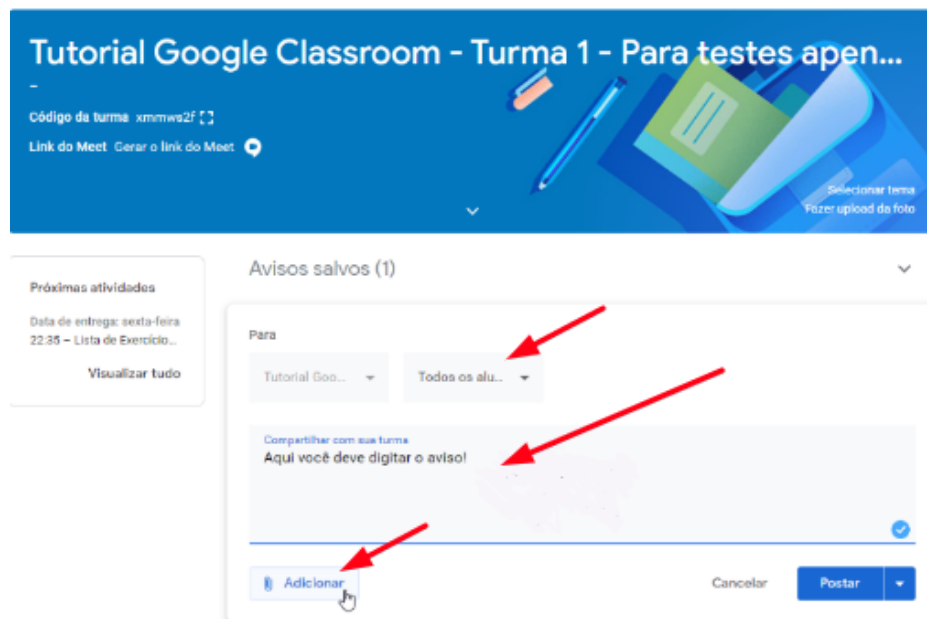 Tutorial Google Classroom - Turma 1 - Para testes apen...
-
Código da turma xmmws2f
Link do Meet Gerar o link do Meet
Selecionar tema
Fazer upload da foto
Próximas atividades
Data de entrega: sexta-feira
22:35 – Lista de Exercício...
Visualizar tudo
Avisos salvos (1)
Para
Tutorial Goo...
Todos os alu...
Compartilhar com sua turma
Aqui você deve digitar o aviso!
Adicionar
Cancelar
Postar